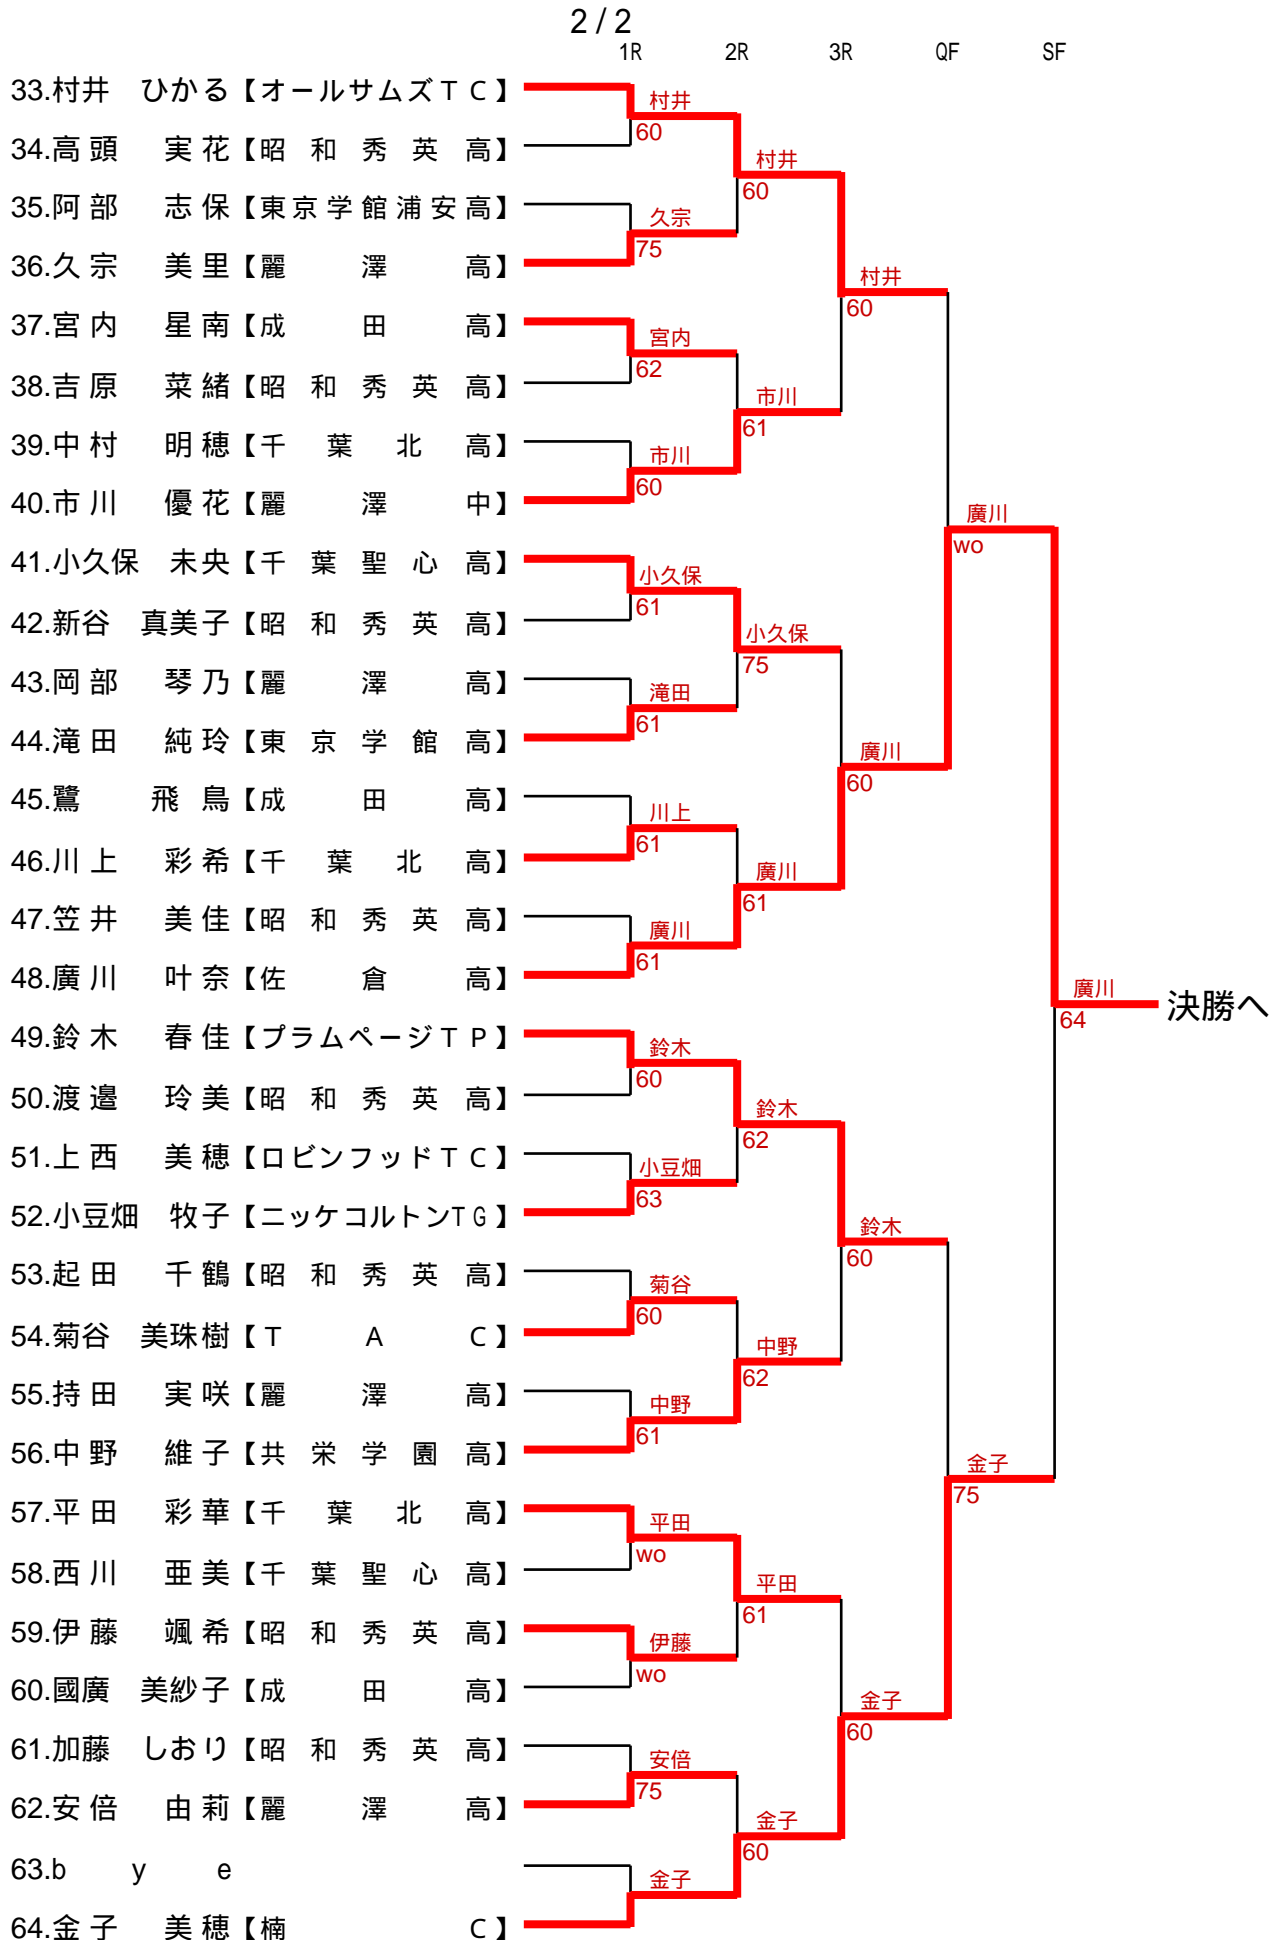 2 / 2
1R 2R 3R QF SF
33.村井 ひかる【オールサムズTC】
村井
60
34.高頭 実花【昭和秀英高】
村井
60
35.阿部 志保【東京学館浦安高】
久宗
75
36.久宗 美里【麗澤高】
村井
60
37.宮内 星南【成田高】
宮内
62
38.吉原 菜緒【昭和秀英高】
市川
61
39.中村 明穂【千葉北高】
市川
60
40.市川 優花【麗澤中】
廣川
wo
41.小久保 未央【千葉聖心高】
小久保
61
42.新谷 真美子【昭和秀英高】
小久保
75
43.岡部 琴乃【麗澤高】
滝田
61
44.滝田 純玲【東京学館高】
廣川
60
45.鷺 飛鳥【成田高】
川上
61
46.川上 彩希【千葉北高】
廣川
61
47.笠井 美佳【昭和秀英高】
廣川
61
48.廣川 叶奈【佐倉高】
廣川
64
決勝へ
49.鈴木 春佳【プラムページTP】
鈴木
60
50.渡邉 玲美【昭和秀英高】
鈴木
62
51.上西 美穂【ロビンフッドTC】
小豆畑
63
52.小豆畑 牧子【ニッケコルトンTG】
鈴木
60
53.起田 千鶴【昭和秀英高】
菊谷
60
54.菊谷 美珠樹【TAC】
中野
62
55.持田 実咲【麗澤高】
中野
61
56.中野 維子【共栄学園高】
金子
75
57.平田 彩華【千葉北高】
平田
wo
58.西川 亜美【千葉聖心高】
平田
61
59.伊藤 颯希【昭和秀英高】
伊藤
wo
60.國廣 美紗子【成田高】
金子
60
61.加藤 しおり【昭和秀英高】
安倍
75
62.安倍 由莉【麗澤高】
金子
60
63.bye
金子
64.金子 美穂【楠C】